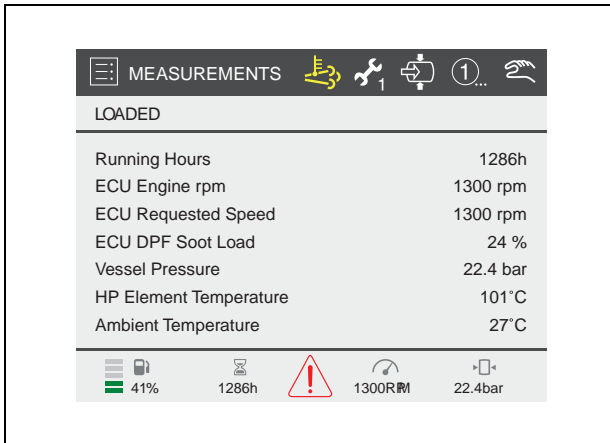 MEASUREMENTS 1 1...
LOADED
Running Hours 1286h
ECU Engine rpm 1300 rpm
ECU Requested Speed 1300 rpm
ECU DPF Soot Load 24 %
Vessel Pressure 22.4 bar
HP Element Temperature 101˚C
Ambient Temperature 27˚C
41% 1286h 1300RPM 22.4bar